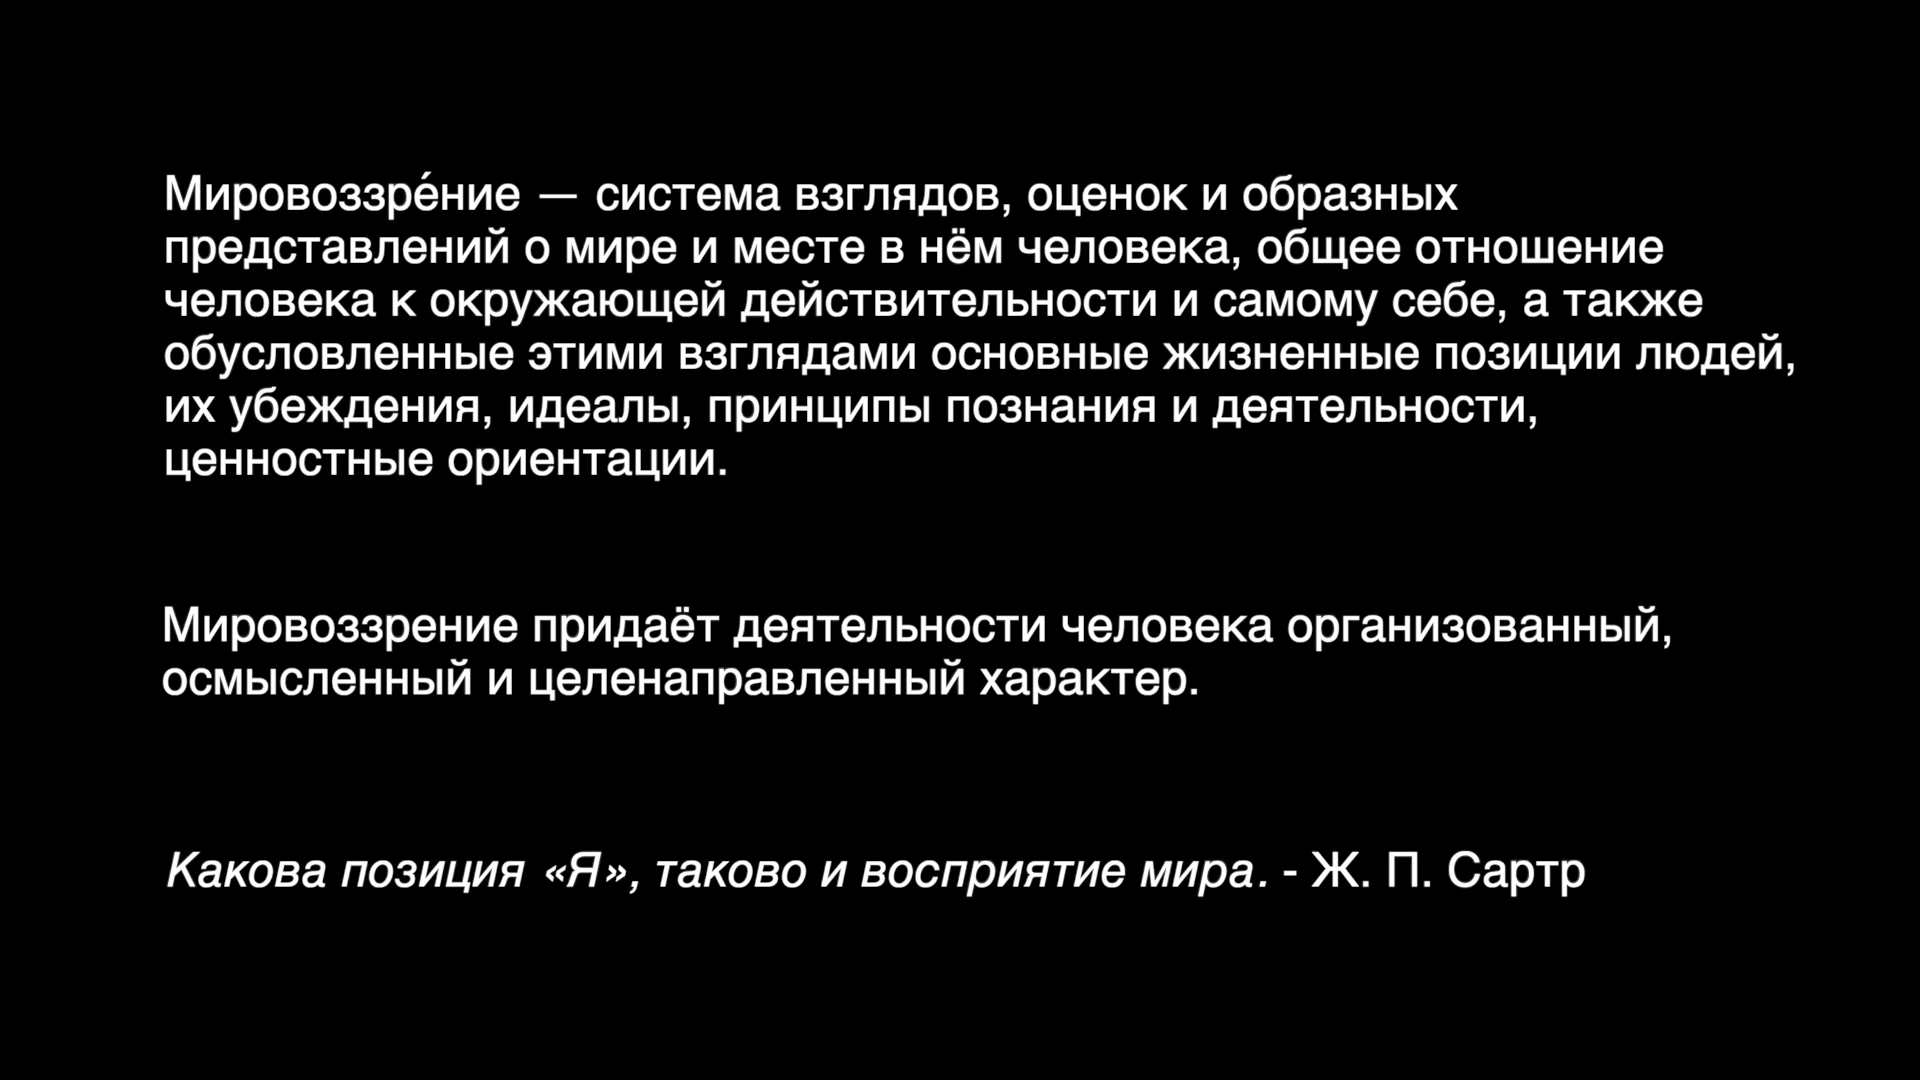 Мировоззре́ние — система взглядов, оценок и образных
представлений о мире и месте в нём человека, общее отношение
человека к окружающей действительности и самому себе, а также
обусловленные этими взглядами основные жизненные позиции людей,
их убеждения, идеалы, принципы познания и деятельности,
ценностные ориентации.
Мировоззрение придаёт деятельности человека организованный,
осмысленный и целенаправленный характер.
Какова позиция «Я», таково и восприятие мира. - Ж. П. Сартр